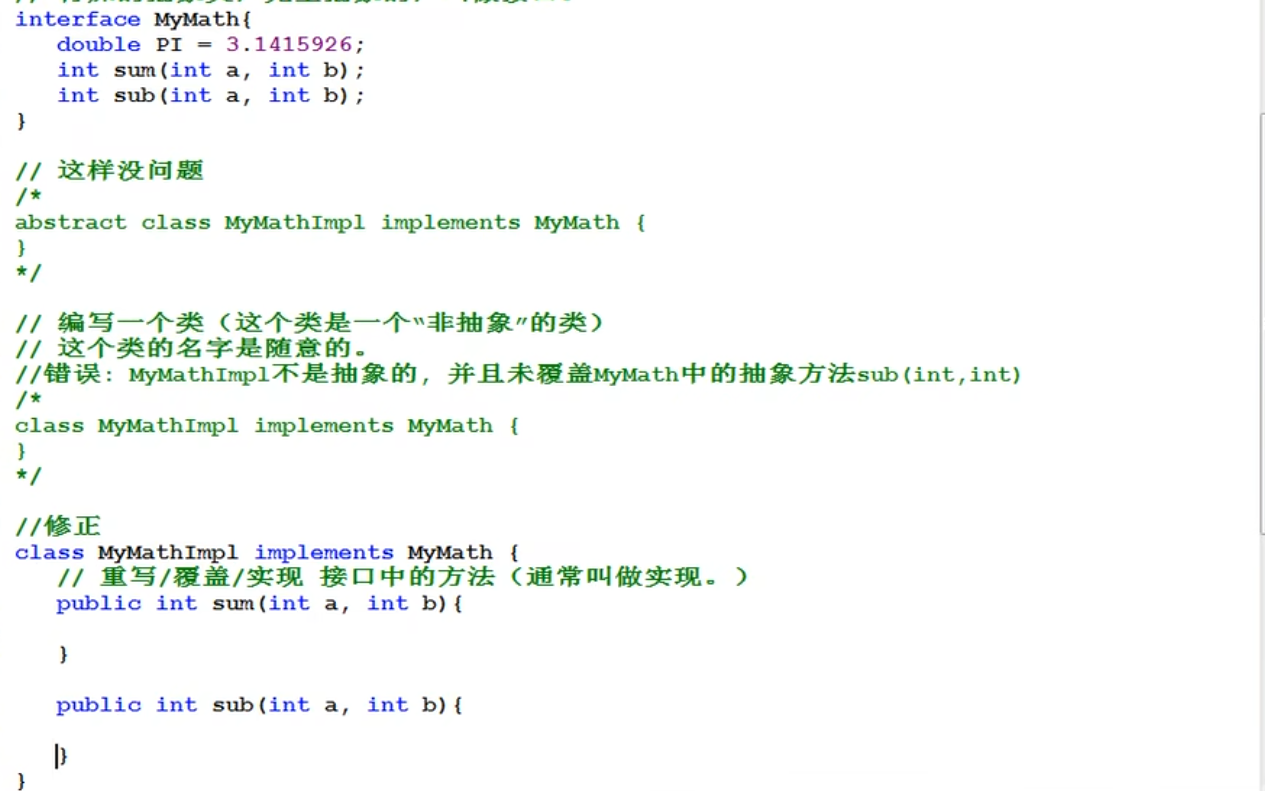 interface MyMath{
double PI = 3.1415926;
int sum(int a, int b);
int sub(int a, int b);
}
// 这样没问题
/*
abstract class MyMathImpl implements MyMath {
}
*/
// 编写一个类（这个类是一个“非抽象”的类）
// 这个类的名字是随意的。
//错误: MyMathImpl不是抽象的, 并且未覆盖MyMath中的抽象方法sub(int,int)
/*
class MyMathImpl implements MyMath {
}
*/
//修正
class MyMathImpl implements MyMath {
// 重写/覆盖/实现 接口中的方法（通常叫做实现。）
public int sum(int a, int b){
}
public int sub(int a, int b){
}
}